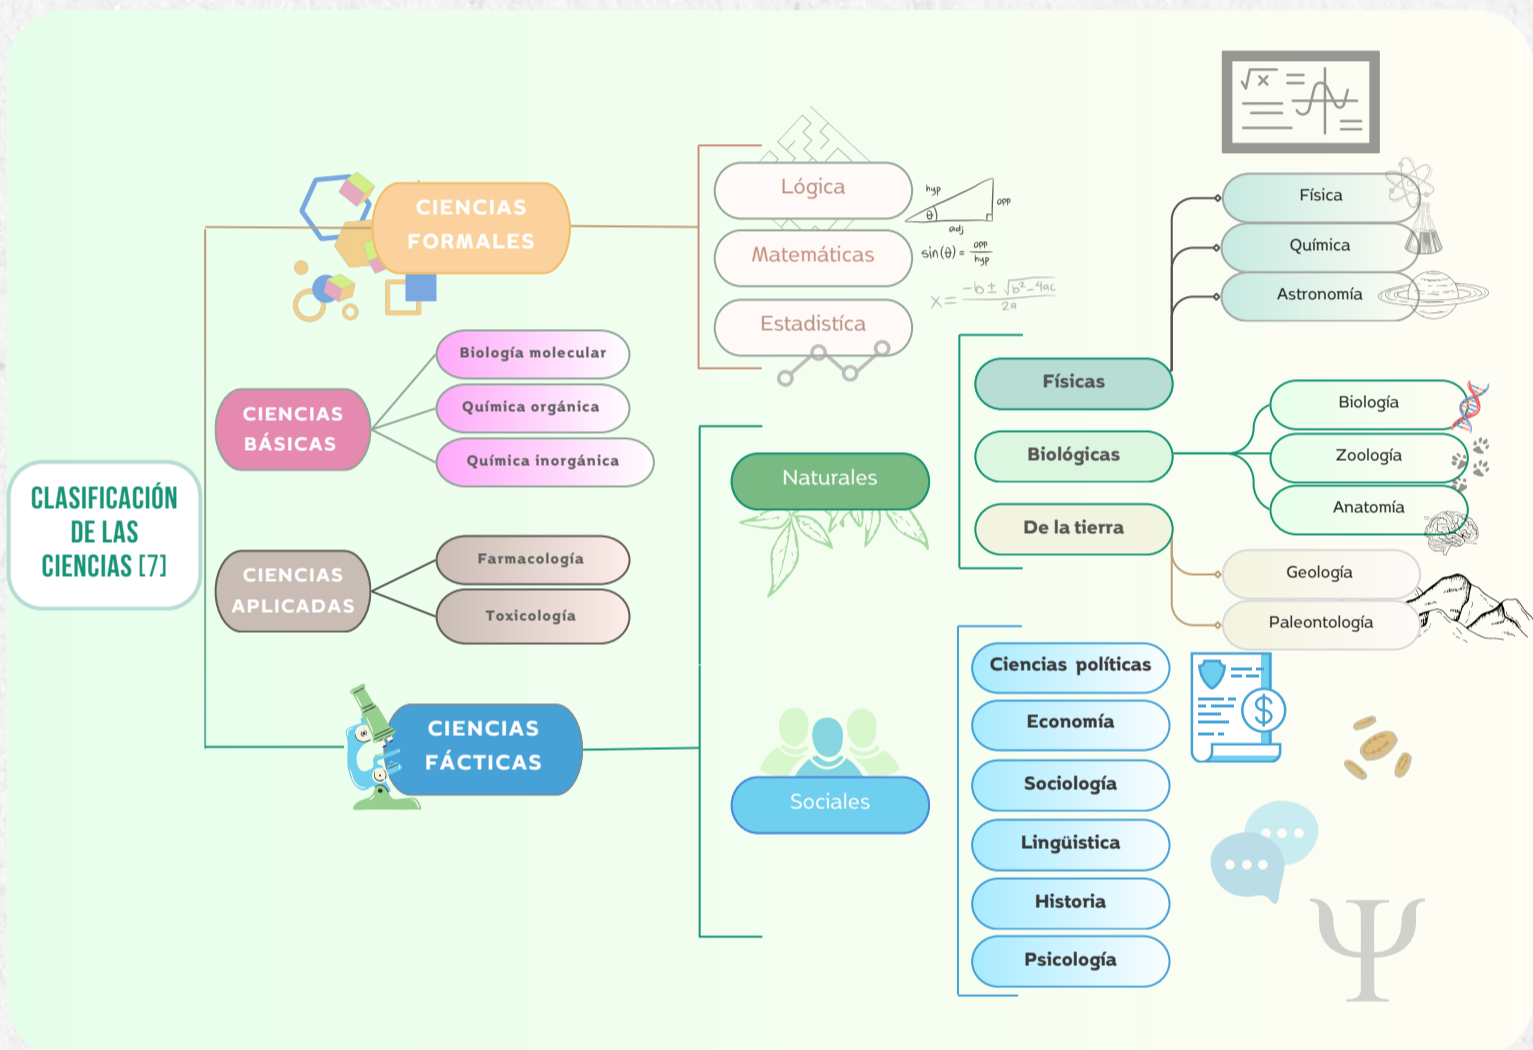 CLASIFICACIÓN
DE LAS
CIENCIAS [7]
CIENCIAS
FORMALES
Lógica
Matemáticas
Estadistíca
hyp
opp
θ
adj
sin(θ) = opp/hyp
x = -b ± √b²-4ac / 2a
CIENCIAS
BÁSICAS
Biología molecular
Química orgánica
Química inorgánica
CIENCIAS
APLICADAS
Farmacología
Toxicología
CIENCIAS
FÁCTICAS
Naturales
Físicas
√x =
Física
Química
Astronomía
Biológicas
Biología
Zoología
Anatomía
De la tierra
Geología
Paleontología
Sociales
Ciencias políticas
Economía
Sociología
Lingüistica
Historia
Psicología
$
Ψ